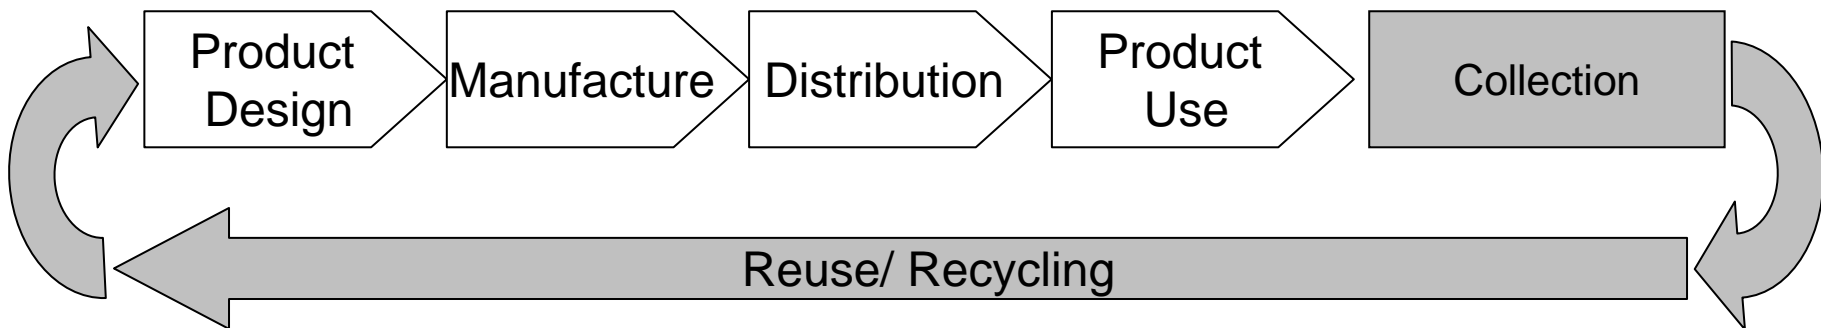 Product
Design
Manufacture
Distribution
Product
Use
Collection
Reuse/ Recycling